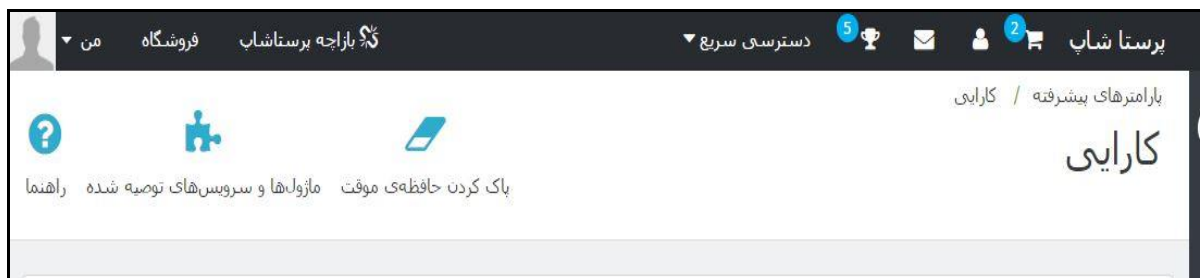 پرستا شاپ 2 5 دسترسی سریع بازاچه پرستاشاپ فروشگاه من
پارامترهای پیشرفته / کارایی
کارایی
پاک کردن حافظه‌ی موقت ماژول‌ها و سرویس‌های توصیه شده راهنما